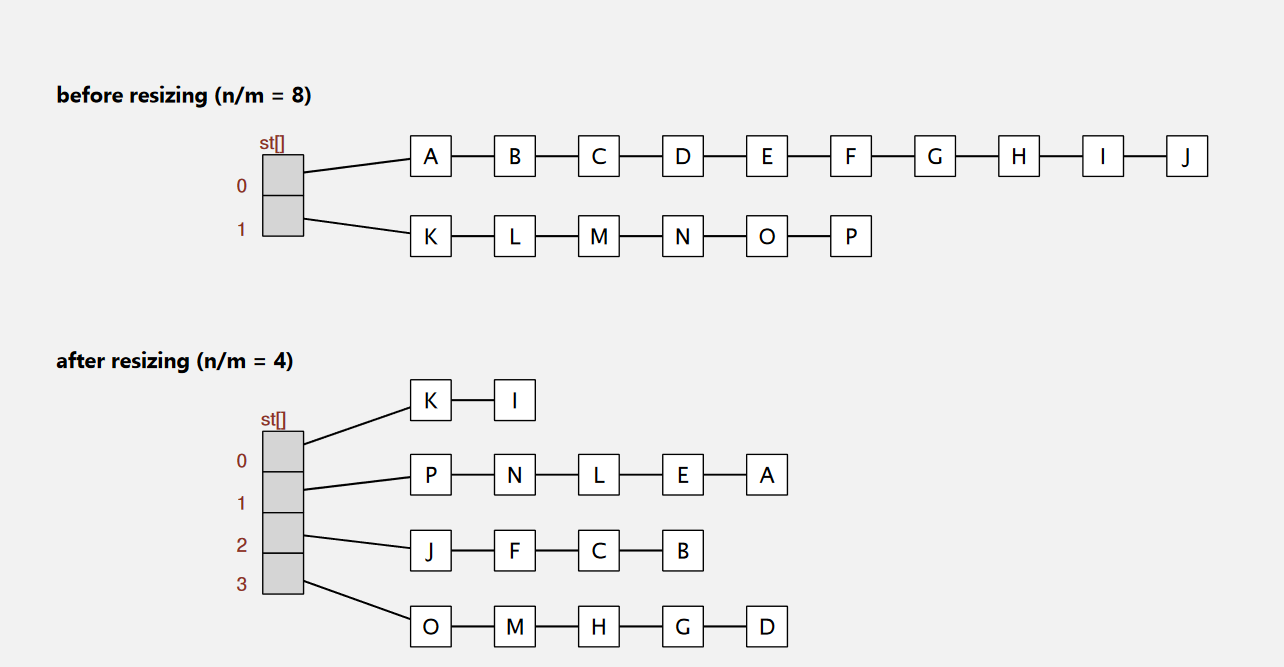 before resizing (n/m = 8)
st[]
0
A B C D E F G H I J
1
K L M N O P
after resizing (n/m = 4)
st[]
0
K I
1
P N L E A
2
J F C B
3
O M H G D